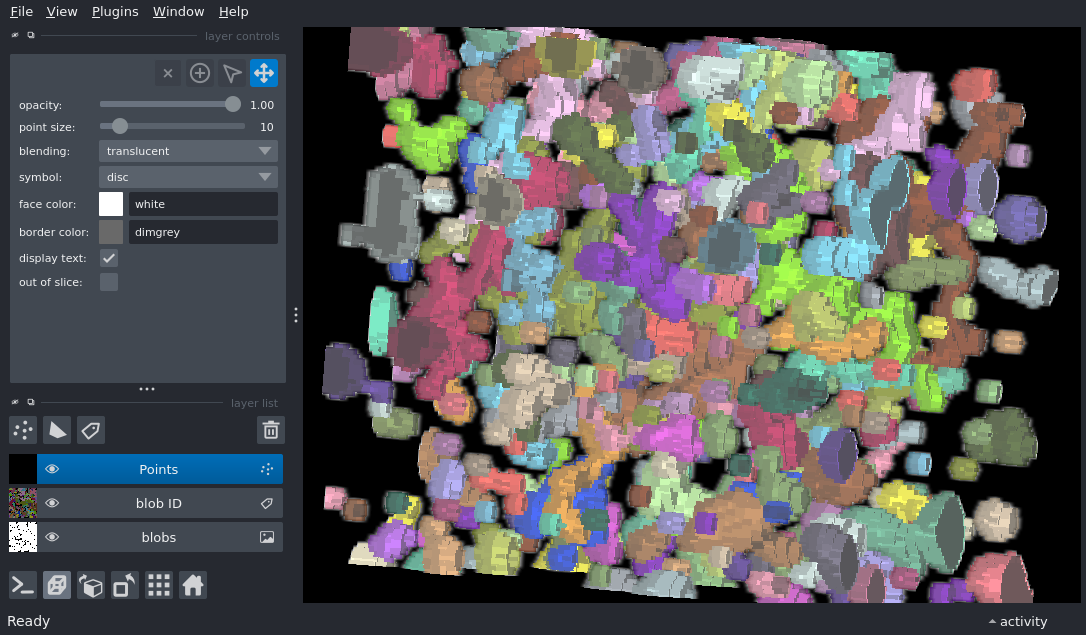 File View Plugins Window Help
layer controls
opacity: 1.00
point size: 10
blending: translucent
symbol: disc
face color: white
border color: dimgrey
display text:
out of slice:
layer list
Points
blob ID
blobs
Ready
activity